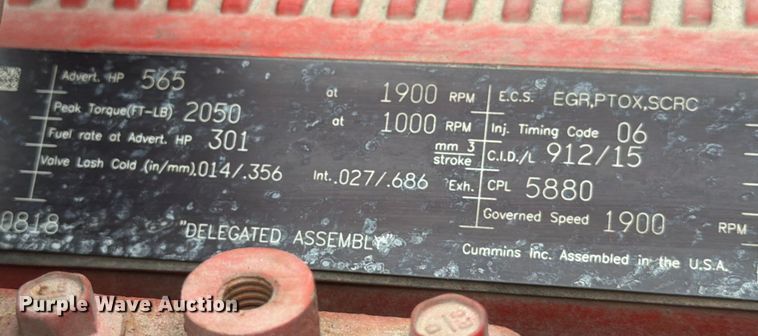 Advert. HP 565 at 1900 RPM
Peak Torque(FT-LB) 2050 at 1000 RPM
Fuel rate at Advert. HP 301 mm 3 stroke
Valve Lash Cold (in/mm).014/.356 Int. .027/.686 Exh.
E.C.S. EGR,PTOX,SCRC
Inj. Timing Code 06
C.I.D./L 912/15
CPL 5880
Governed Speed 1900 RPM
0818
"DELEGATED ASSEMBLY"
Cummins Inc. Assembled in the U.S.A.
Purple Wave Auction